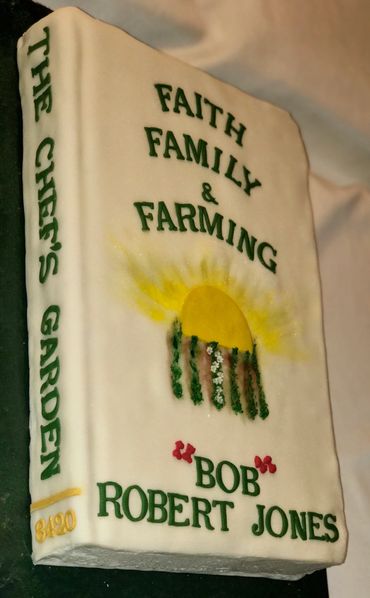 THE CHEF'S GARDEN
8420
FAITH
FAMILY
&
FARMING
"BOB"
ROBERT JONES